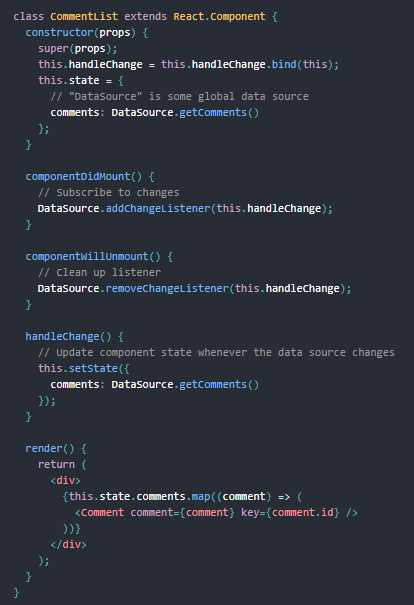 class CommentList extends React.Component {
  constructor(props) {
    super(props);
    this.handleChange = this.handleChange.bind(this);
    this.state = {
      // "DataSource" is some global data source
      comments: DataSource.getComments()
    };
  }

  componentDidMount() {
    // Subscribe to changes
    DataSource.addChangeListener(this.handleChange);
  }

  componentWillUnmount() {
    // Clean up listener
    DataSource.removeChangeListener(this.handleChange);
  }

  handleChange() {
    // Update component state whenever the data source changes
    this.setState({
      comments: DataSource.getComments()
    });
  }

  render() {
    return (
      <div>
        {this.state.comments.map((comment) => (
          <Comment comment={comment} key={comment.id} />
        ))}
      </div>
    );
  }
}